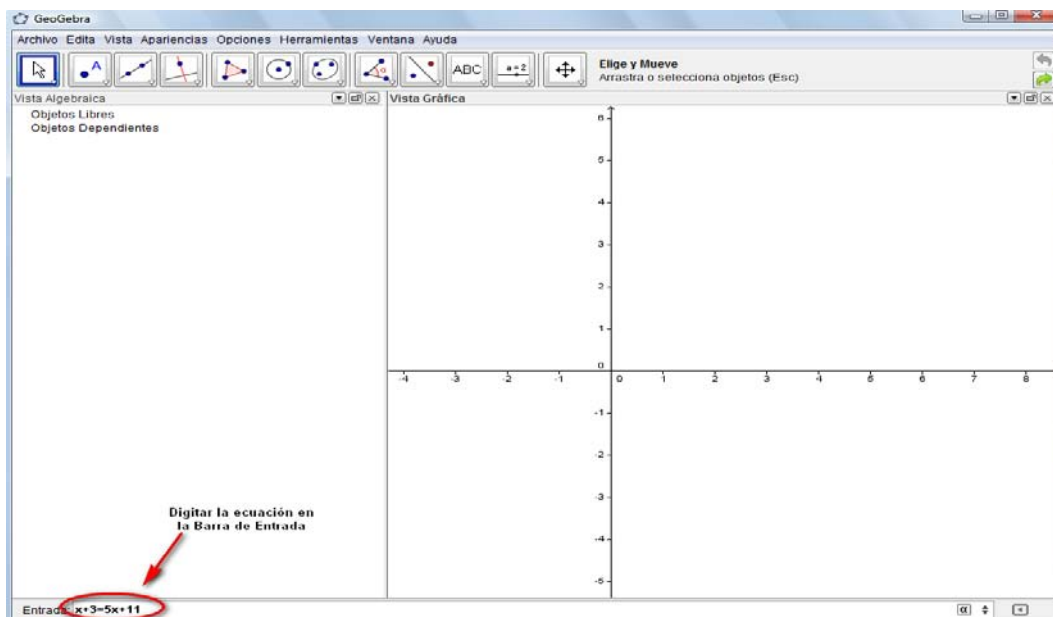 GeoGebra
Archivo Edita Vista Apariencias Opciones Herramientas Ventana Ayuda
A
ABC
a=2
Elige y Mueve
Arrastra o selecciona objetos (Esc)
Vista Algebraica
Vista Gráfica
Objetos Libres
Objetos Dependientes
6
5
4
3
2
1
0
-4 -3 -2 -1 0 1 2 3 4 5 6 7 8
-1
-2
-3
-4
-5
Digitar la ecuación en
la Barra de Entrada
Entrada: x+3=5x+11
α